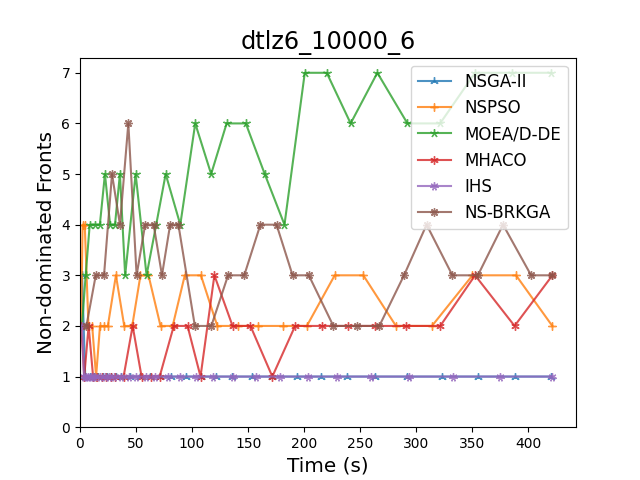 dtlz6_10000_6
Non-dominated Fronts
7
6
5
4
3
2
1
0
0 50 100 150 200 250 300 350 400
Time (s)
NSGA-II
NSPSO
MOEA/D-DE
MHACO
IHS
NS-BRKGA